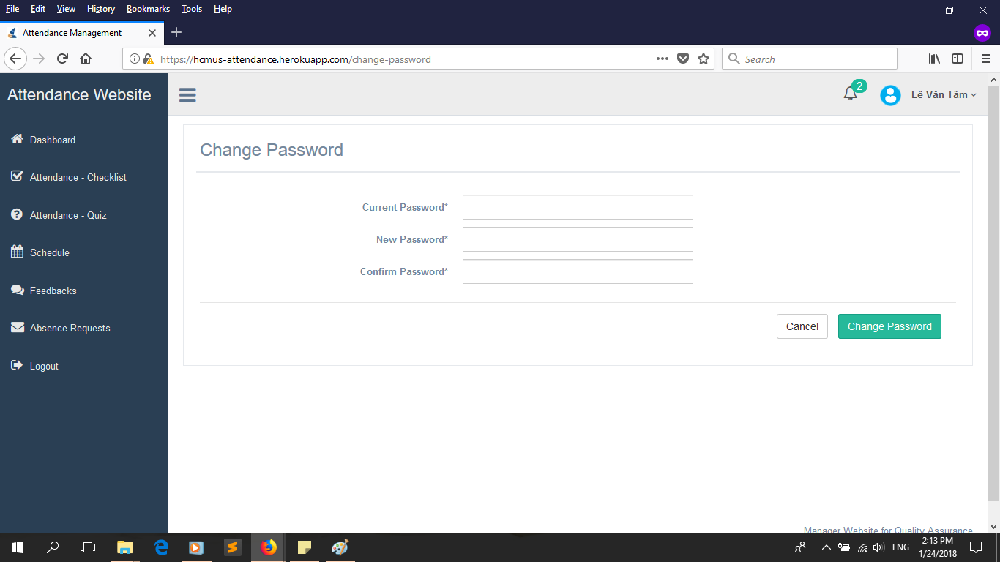 File Edit View History Bookmarks Tools Help
Attendance Management
https://hcmus-attendance.herokuapp.com/change-password
Search
Attendance Website
2
Lê Văn Tâm
Dashboard
Attendance - Checklist
Attendance - Quiz
Schedule
Feedbacks
Absence Requests
Logout
Change Password
Current Password*
New Password*
Confirm Password*
Cancel
Change Password
Manager Website for Quality Assurance
ENG
2:13 PM
1/24/2018